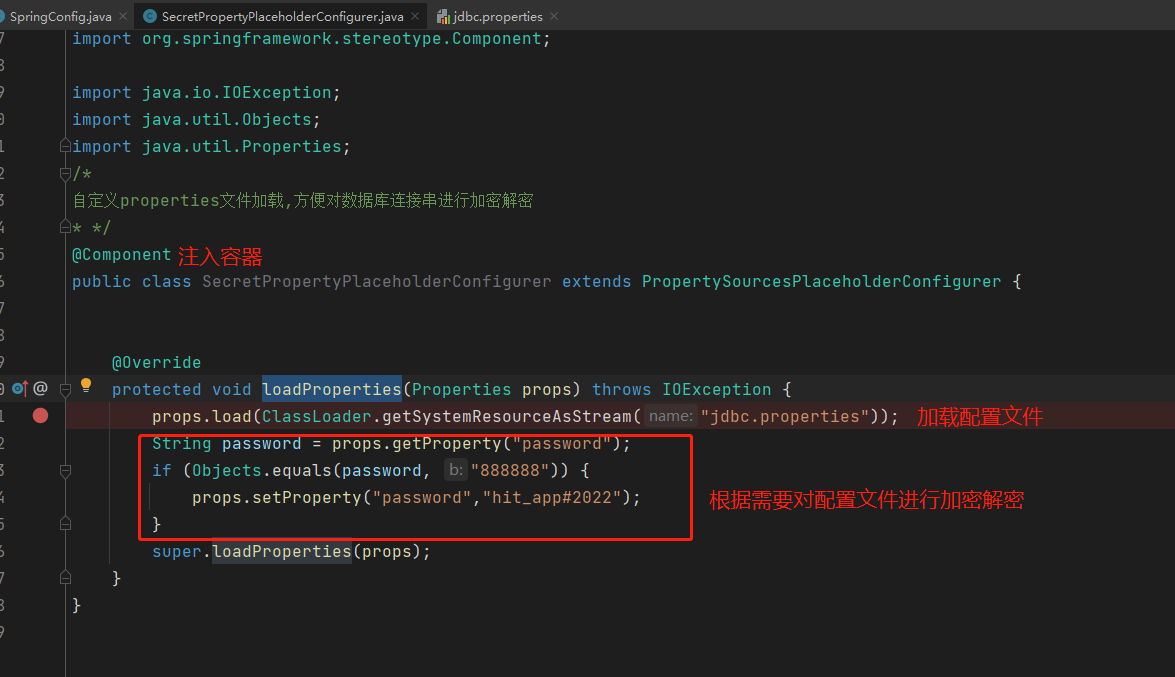 SpringConfig.java × SecretPropertyPlaceholderConfigurer.java × jdbc.properties ×
7 import org.springframework.stereotype.Component;
8
9 import java.io.IOException;
0 import java.util.Objects;
1 import java.util.Properties;
2 /*
3 自定义properties文件加载,方便对数据库连接串进行加密解密
4 * */
5 @Component 注入容器
6 public class SecretPropertyPlaceholderConfigurer extends PropertySourcesPlaceholderConfigurer {
7
8
9 @Override
0 @ protected void loadProperties(Properties props) throws IOException {
1 props.load(ClassLoader.getSystemResourceAsStream( name: "jdbc.properties")); 加载配置文件
2 String password = props.getProperty("password");
3 if (Objects.equals(password, b: "888888")) {
4 props.setProperty("password","hit_app#2022"); 根据需要对配置文件进行加密解密
5 }
6 super.loadProperties(props);
7 }
8 }
9